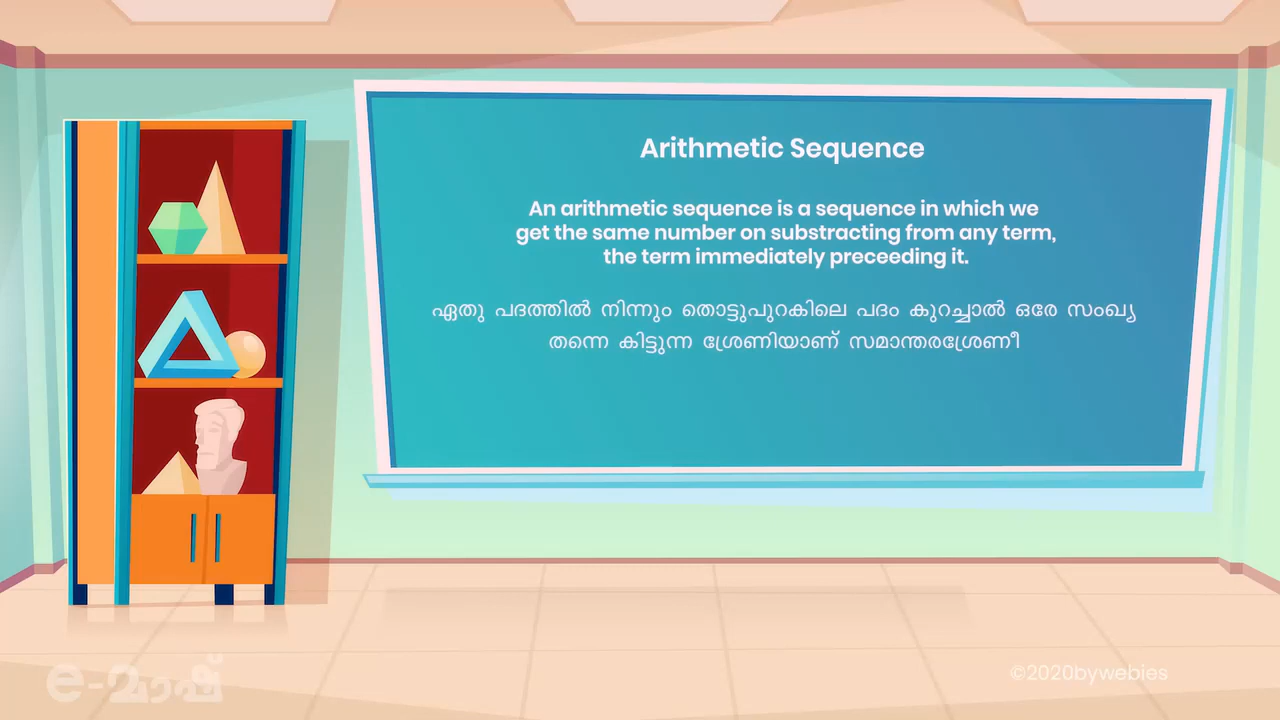 Arithmetic Sequence
An arithmetic sequence is a sequence in which we
get the same number on substracting from any term,
the term immediately preceeding it.
ഏതു പദത്തിൽ നിന്നും തൊട്ടുപുറകിലെ പദം കുറച്ചാൽ ഒരേ സംഖ്യ
തന്നെ കിട്ടുന്ന ശ്രേണിയാണ് സമാന്തരശ്രേണീ
e-മാഷ്
©2020bywebies